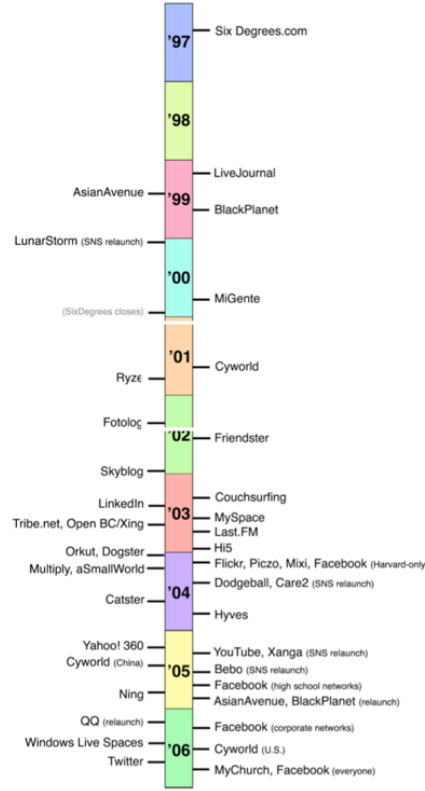 '97
Six Degrees.com
'98
LiveJournal
AsianAvenue
'99
BlackPlanet
LunarStorm (SNS relaunch)
'00
MiGente
(SixDegrees closes)
'01
Cyworld
Ryze
Fotolog
'02
Friendster
Skyblog
Couchsurfing
LinkedIn
'03
MySpace
Tribe.net, Open BC/Xing
Last.FM
Hi5
Orkut, Dogster
Flickr, Piczo, Mixi, Facebook (Harvard-only
Multiply, aSmallWorld
Dodgeball, Care2 (SNS relaunch)
'04
Catster
Hyves
Yahoo! 360
YouTube, Xanga (SNS relaunch)
Cyworld (China)
'05
Bebo (SNS relaunch)
Facebook (high school networks)
Ning
AsianAvenue, BlackPlanet (relaunch)
QQ (relaunch)
Facebook (corporate networks)
Windows Live Spaces
'06
Cyworld (U.S.)
Twitter
MyChurch, Facebook (everyone)